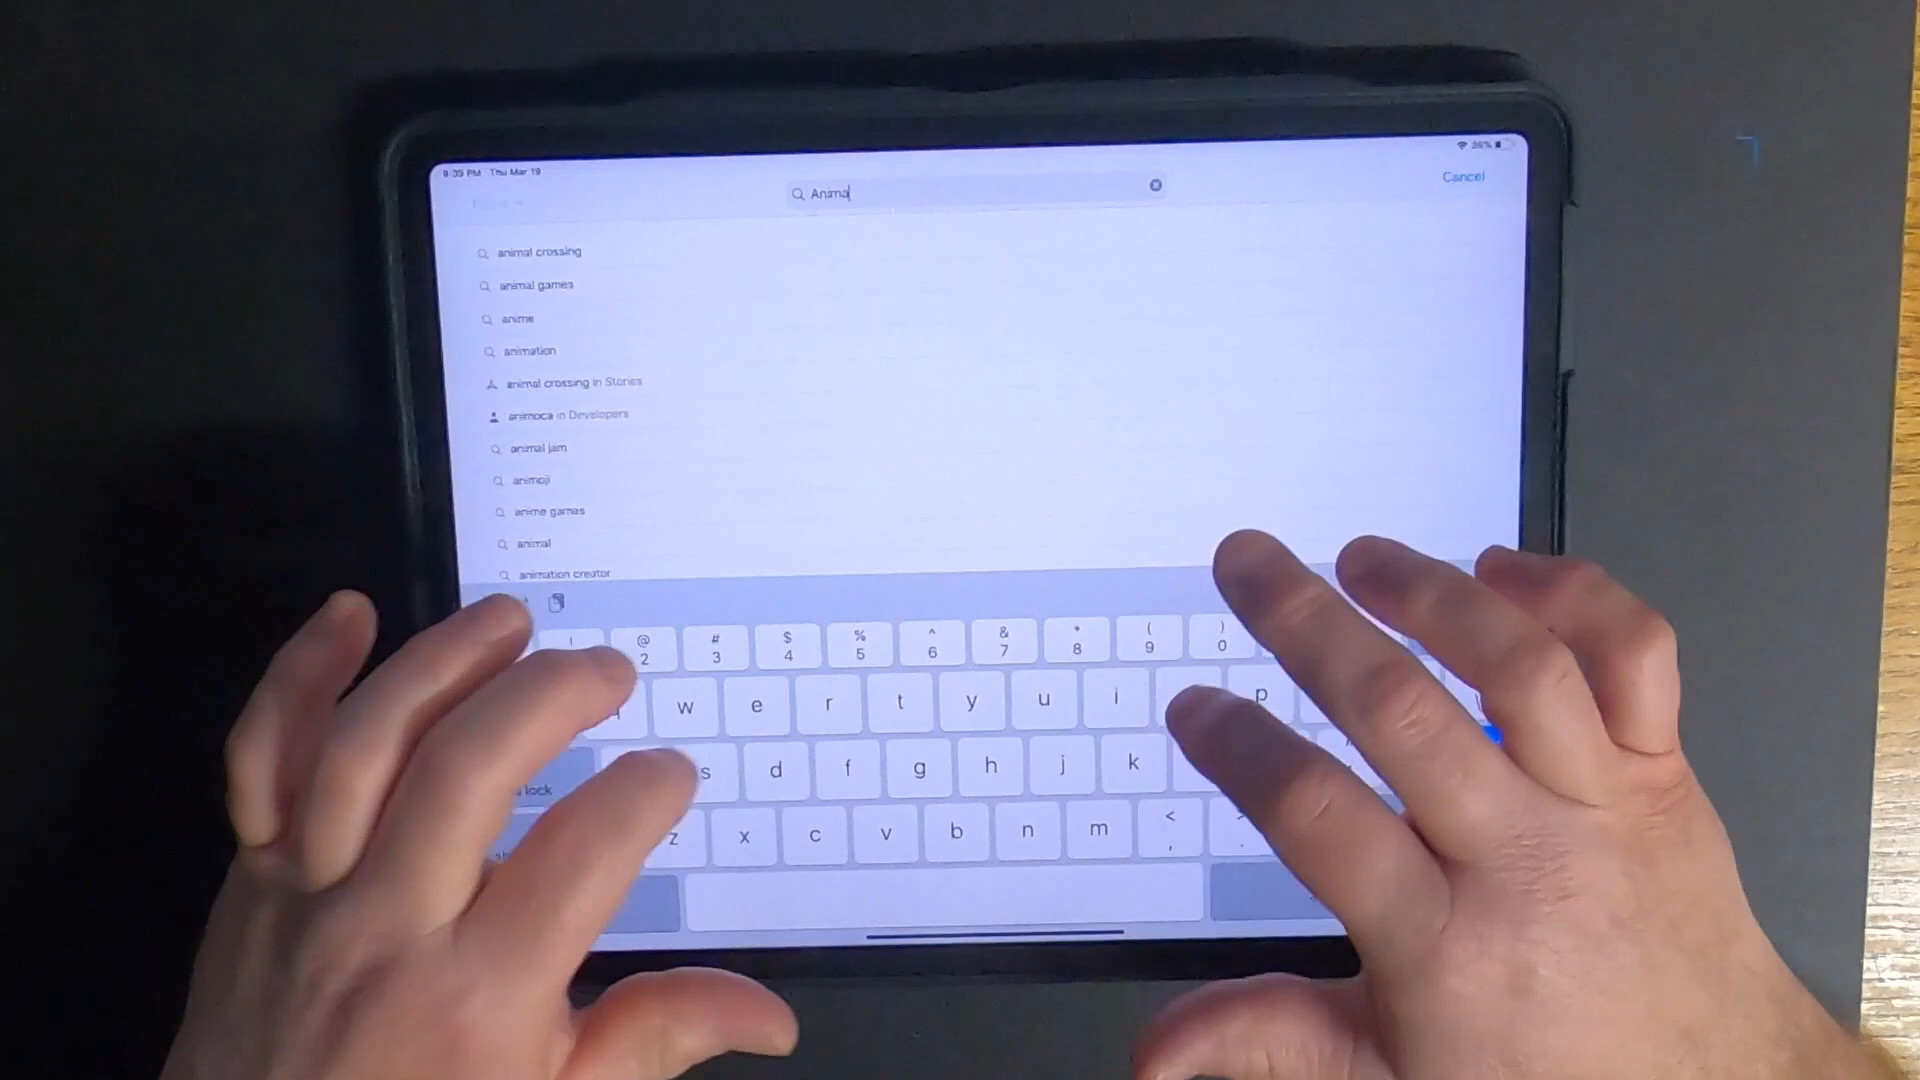 9:39 PM Thu Mar 19
36%
Anima
Cancel
animal crossing
animal games
anime
animation
animal crossing in Stories
animoca in Developers
animal jam
animoji
anime games
animal
animation creator
! @ # $ % ^ & * ( )
2 3 4 5 6 7 8 9 0
w e r t y u i p \
s d f g h j k
lock
z x c v b n m < ,
sh